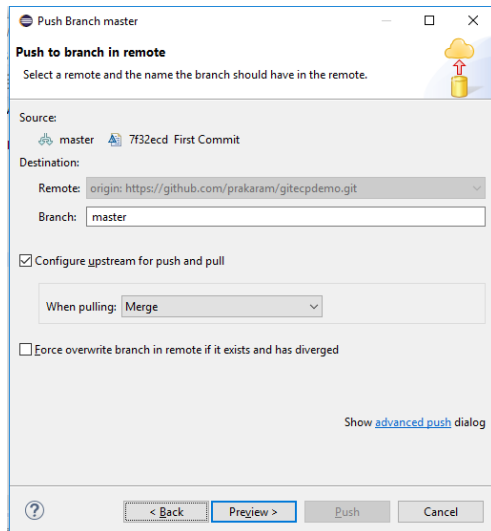 Push Branch master
Push to branch in remote
Select a remote and the name the branch should have in the remote.
Source:
master 7f32ecd First Commit
Destination:
Remote: origin: https://github.com/prakaram/gitecpdemo.git
Branch: master
Configure upstream for push and pull
When pulling: Merge
Force overwrite branch in remote if it exists and has diverged
Show advanced push dialog
? < Back Preview > Push Cancel